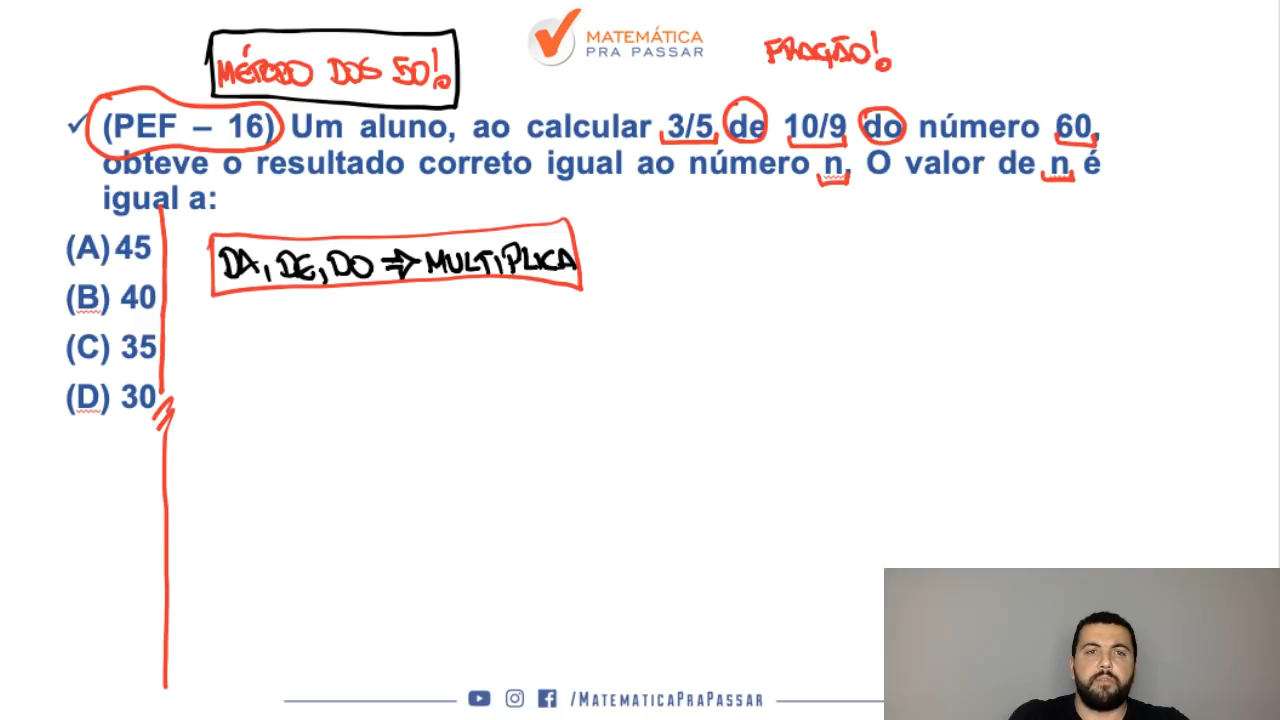 MATEMÁTICA
PRA PASSAR
FRAÇÃO!
MÉTODO DOS 50!
(PEF – 16) Um aluno, ao calcular 3/5 de 10/9 do número 60,
obteve o resultado correto igual ao número n. O valor de n é
igual a:
(A) 45
(B) 40
(C) 35
(D) 30
DA, DE, DO ⇒ MULTIPLICA
/MATEMATICAPRAPASSAR